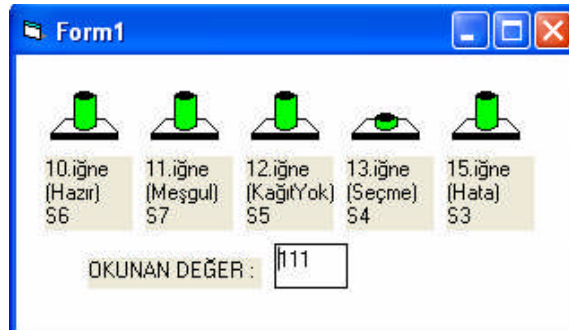 Form1
10.iğne 11.iğne 12.iğne 13.iğne 15.iğne
(Hazır) (Meşgul) (KağıtYok) (Seçme) (Hata)
S6 S7 S5 S4 S3
OKUNAN DEĞER : 111